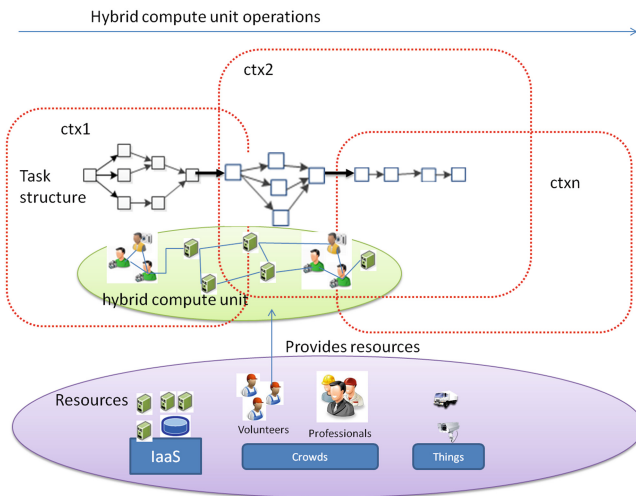 Hybrid compute unit operations
ctx2
ctx1
Task
structure
ctxn
hybrid compute unit
Provides resources
Resources
Volunteers
Professionals
IaaS
Crowds
Things